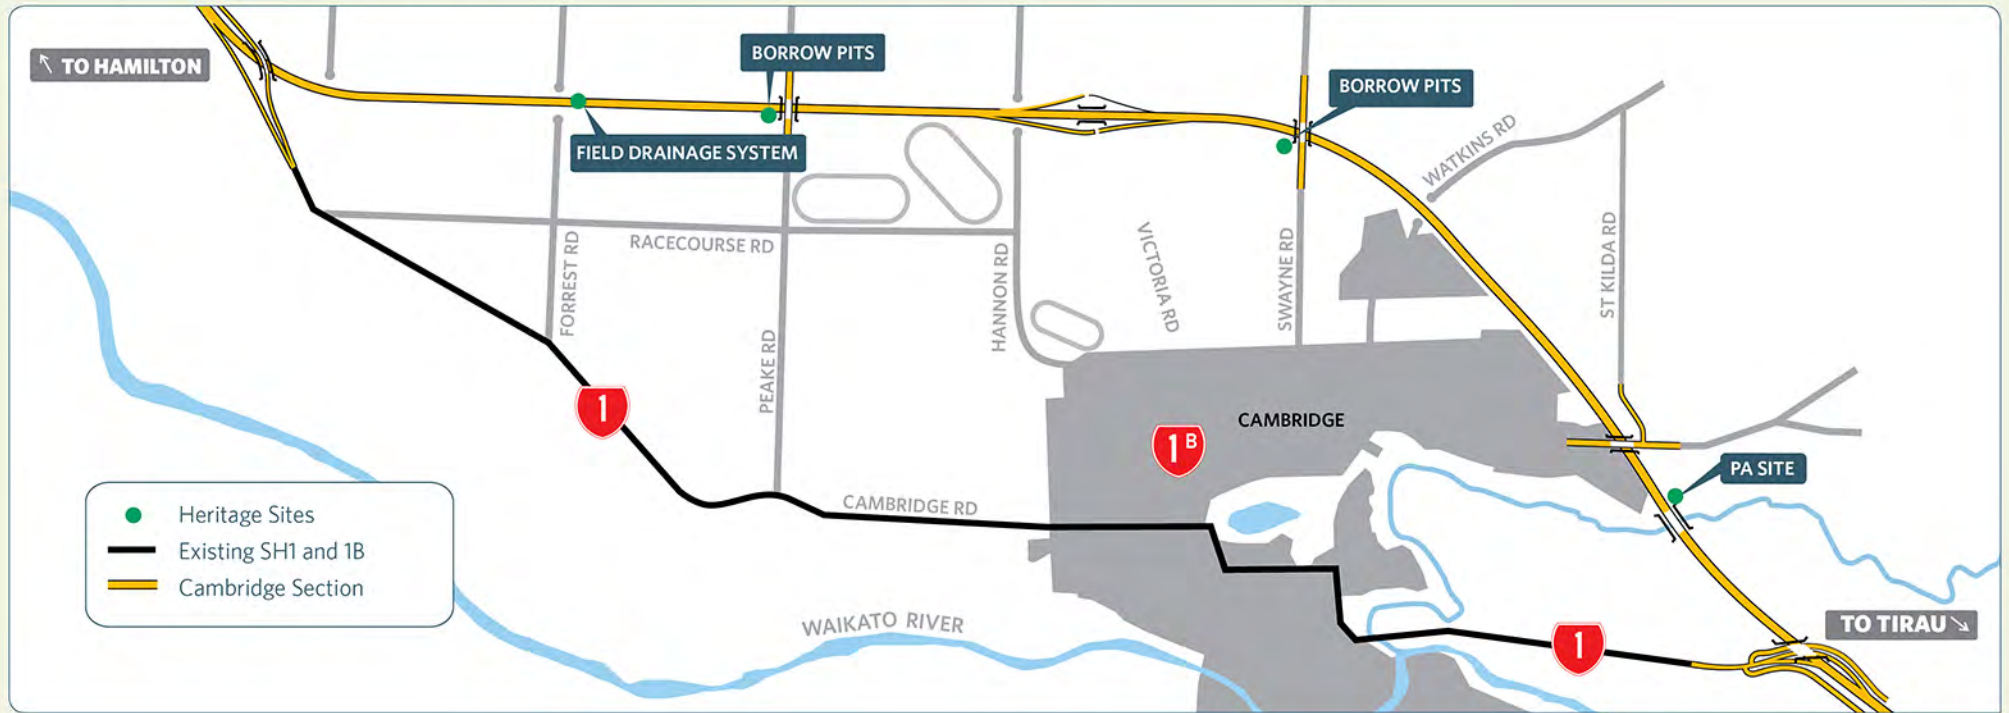 TO HAMILTON
BORROW PITS
BORROW PITS
FIELD DRAINAGE SYSTEM
WATKINS RD
RACECOURSE RD
FORREST RD
PEAKE RD
HANNON RD
VICTORIA RD
SWAYNE RD
ST KILDA RD
1
1 B
CAMBRIDGE
PA SITE
CAMBRIDGE RD
Heritage Sites
Existing SH1 and 1B
Cambridge Section
WAIKATO RIVER
TO TIRAU
1